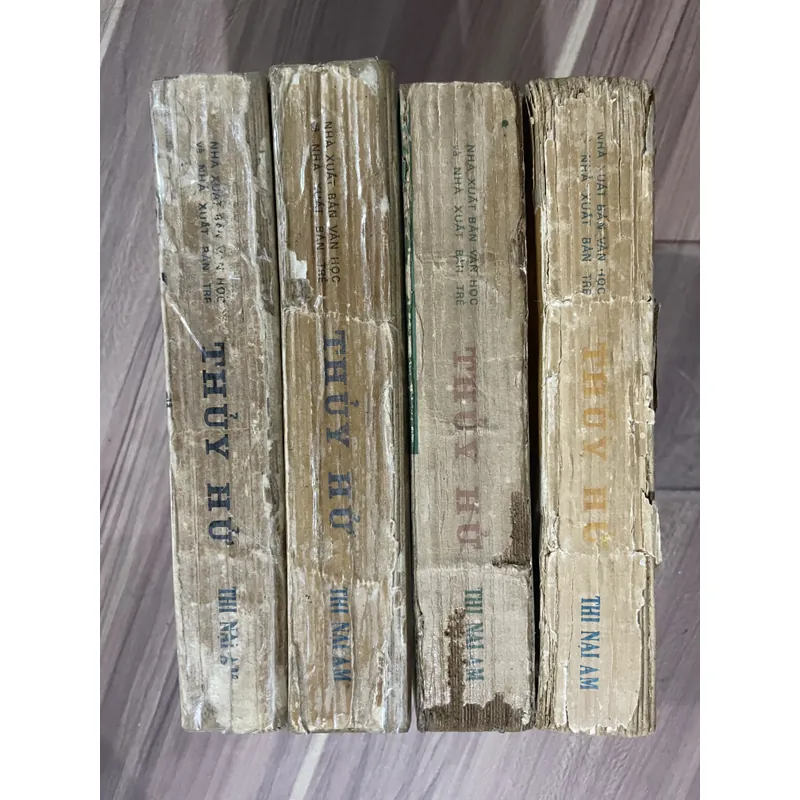 NHÀ XUẤT BẢN VĂN HỌC
và NHÀ XUẤT BẢN TRẺ
THỦY HỬ
THI NẠI AM
NHÀ XUẤT BẢN VĂN HỌC
NHÀ XUẤT BẢN TRẺ
THỦY HỬ
THI NẠI AM
NHÀ XUẤT BẢN VĂN HỌC
và NHÀ XUẤT BẢN TRẺ
THỦY HỬ
THI NẠI AM
NHÀ XUẤT BẢN VĂN HỌC
NHÀ XUẤT BẢN TRẺ
THỦY HỬ
THI NẠI AM